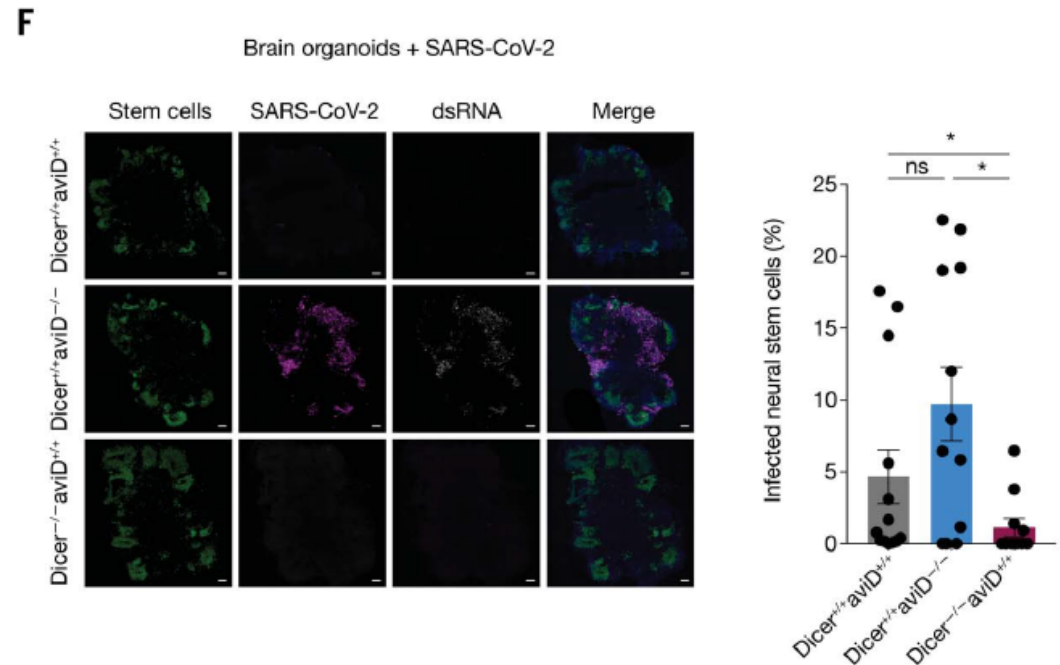 F
Brain organoids + SARS-CoV-2
Stem cells SARS-CoV-2 dsRNA Merge
Dicer⁺/⁺aviD⁺/⁺
Dicer⁺/⁺aviD⁻/⁻
Dicer⁻/⁻aviD⁺/⁺
*
ns *
Infected neural stem cells (%)
25
20
15
10
5
0
Dicer⁺/⁺aviD⁺/⁺
Dicer⁺/⁺aviD⁻/⁻
Dicer⁻/⁻aviD⁺/⁺